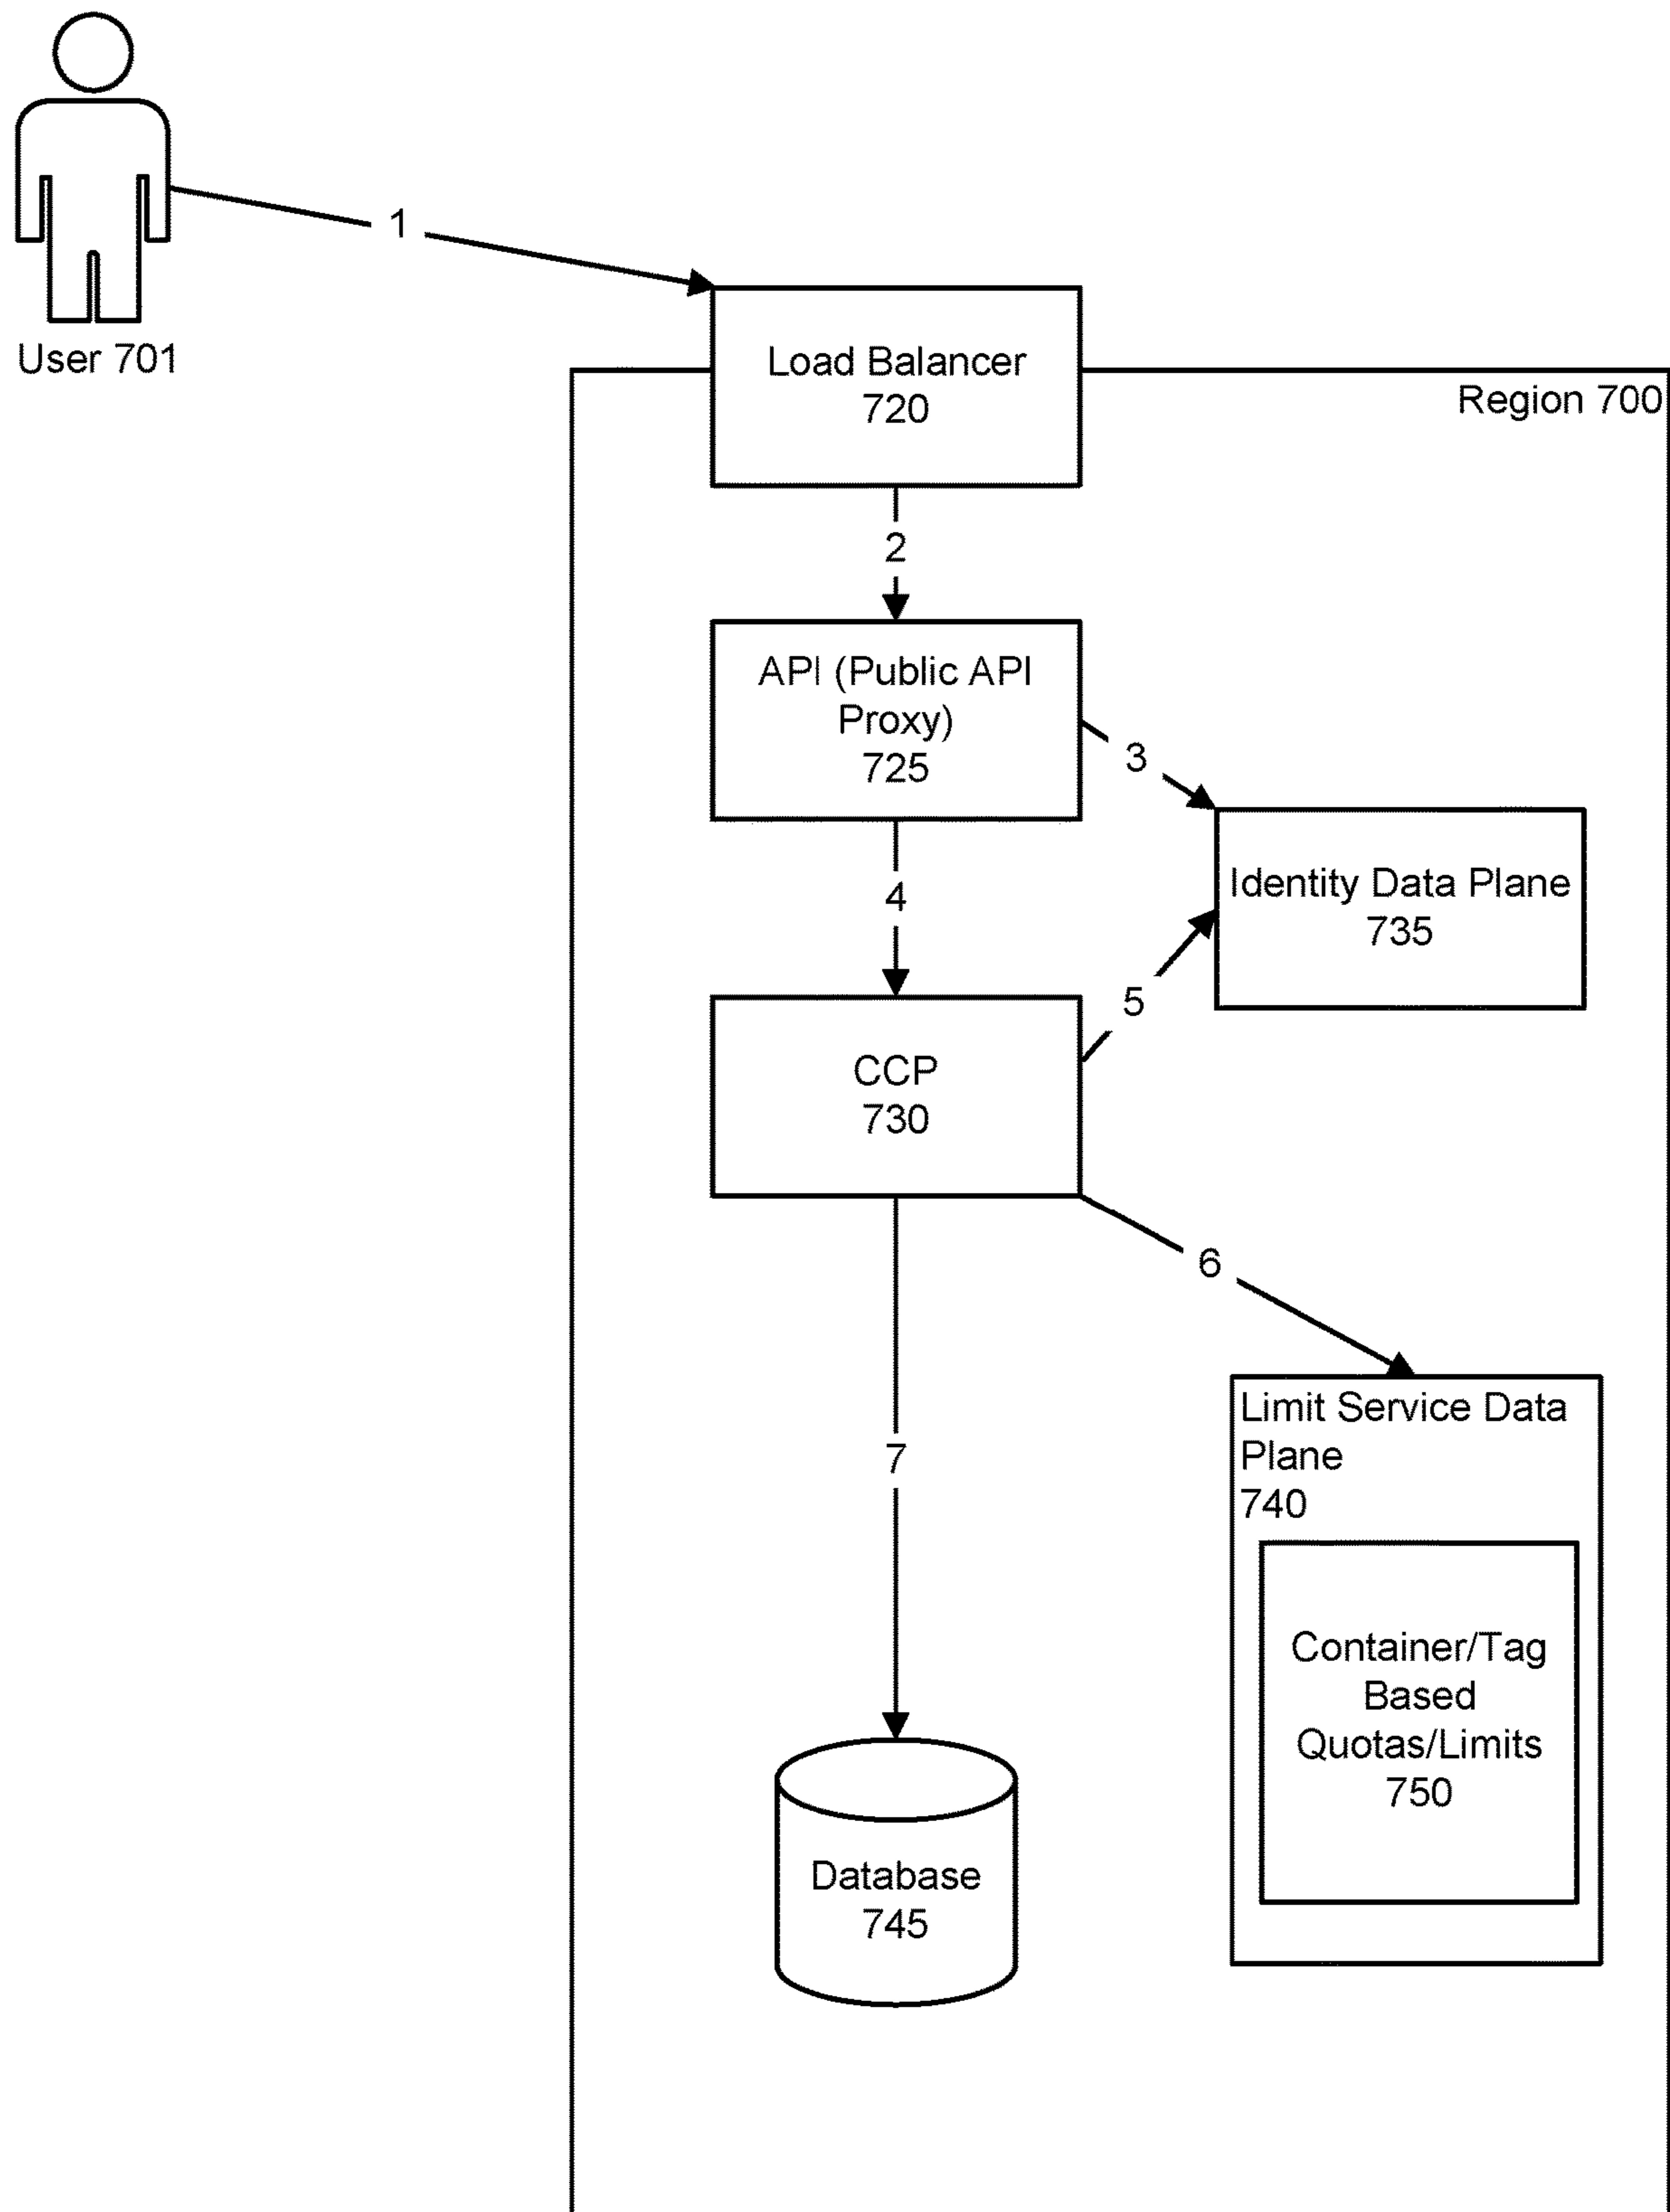 User 701
1
Load Balancer
720
Region 700
2
API (Public API
Proxy)
725
3
Identity Data Plane
735
4
5
CCP
730
6
7
Limit Service Data
Plane
740
Container/Tag
Based
Quotas/Limits
750
Database
745